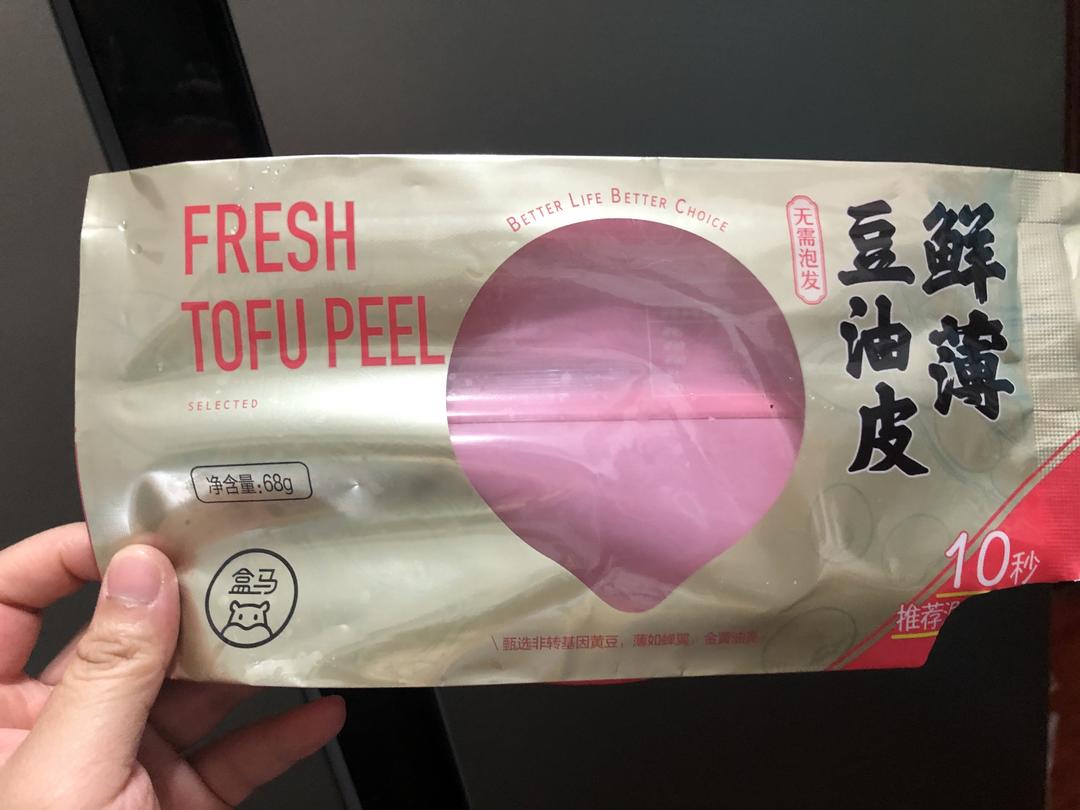 FRESH
TOFU PEEL
SELECTED
净含量:68g
盒马
BETTER LIFE BETTER CHOICE
无需泡发
鲜薄
豆油皮
10秒
推荐
甄选非转基因黄豆，薄如蝉翼，金黄油亮